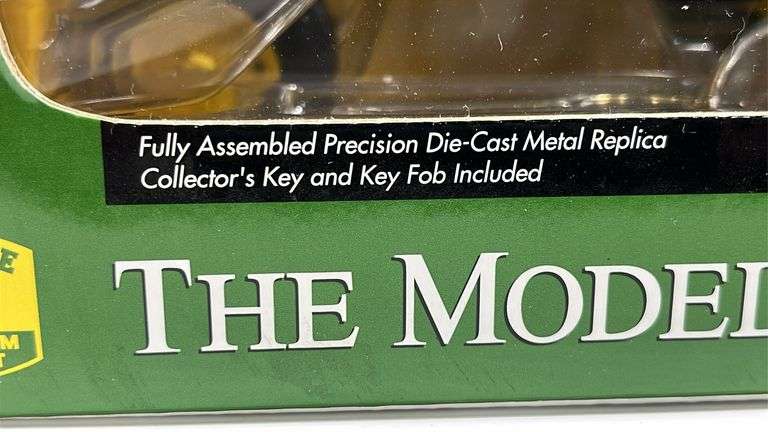 Fully Assembled Precision Die-Cast Metal Replica
Collector's Key and Key Fob Included
THE MODEL